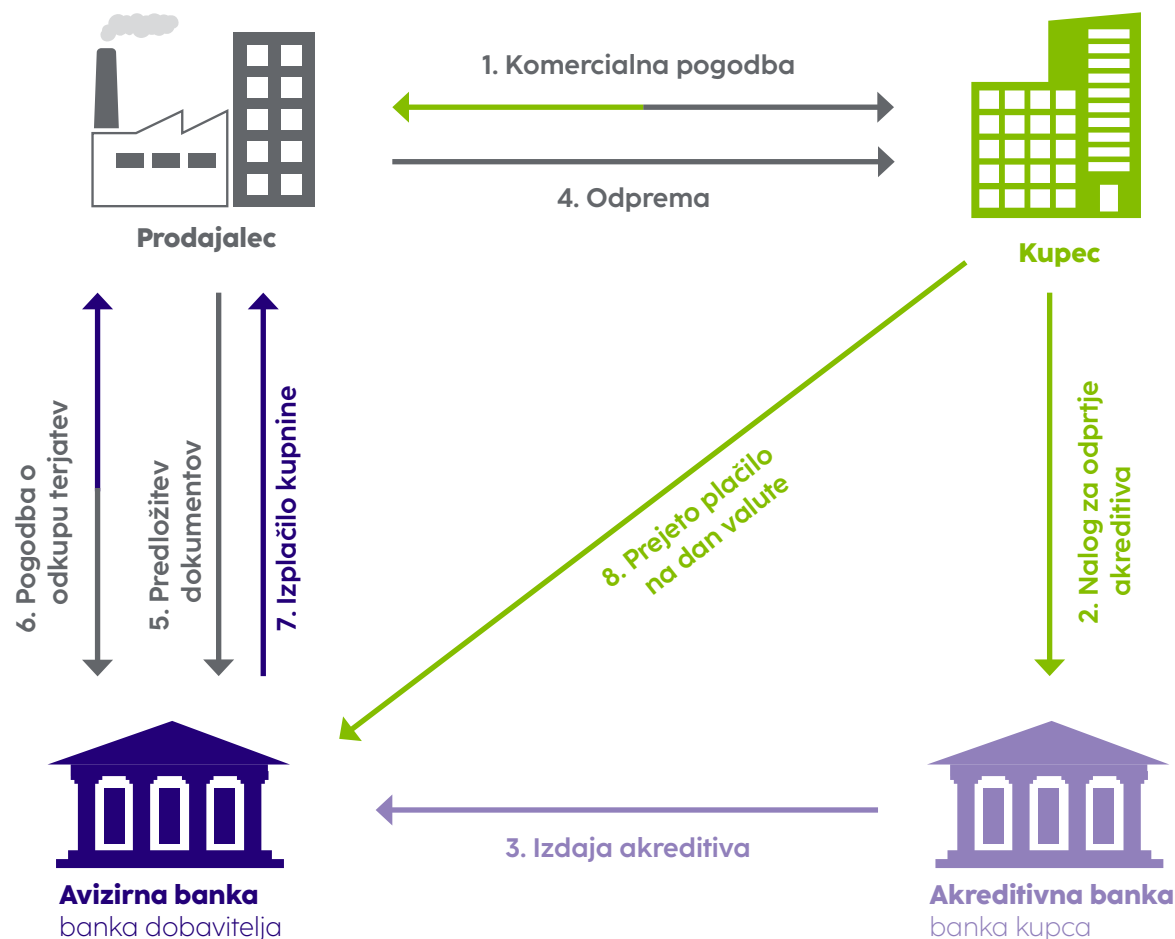 1. Komercialna pogodba
4. Odprema
Prodajalec
Kupec
6. Pogodba o
odkupu terjatev
5. Predložitev
dokumentov
7. Izplačilo kupnine
8. Prejeto plačilo
na dan valute
2. Nalog za odprtje
akreditiva
3. Izdaja akreditiva
Avizirna banka
banka dobavitelja
Akreditivna banka
banka kupca